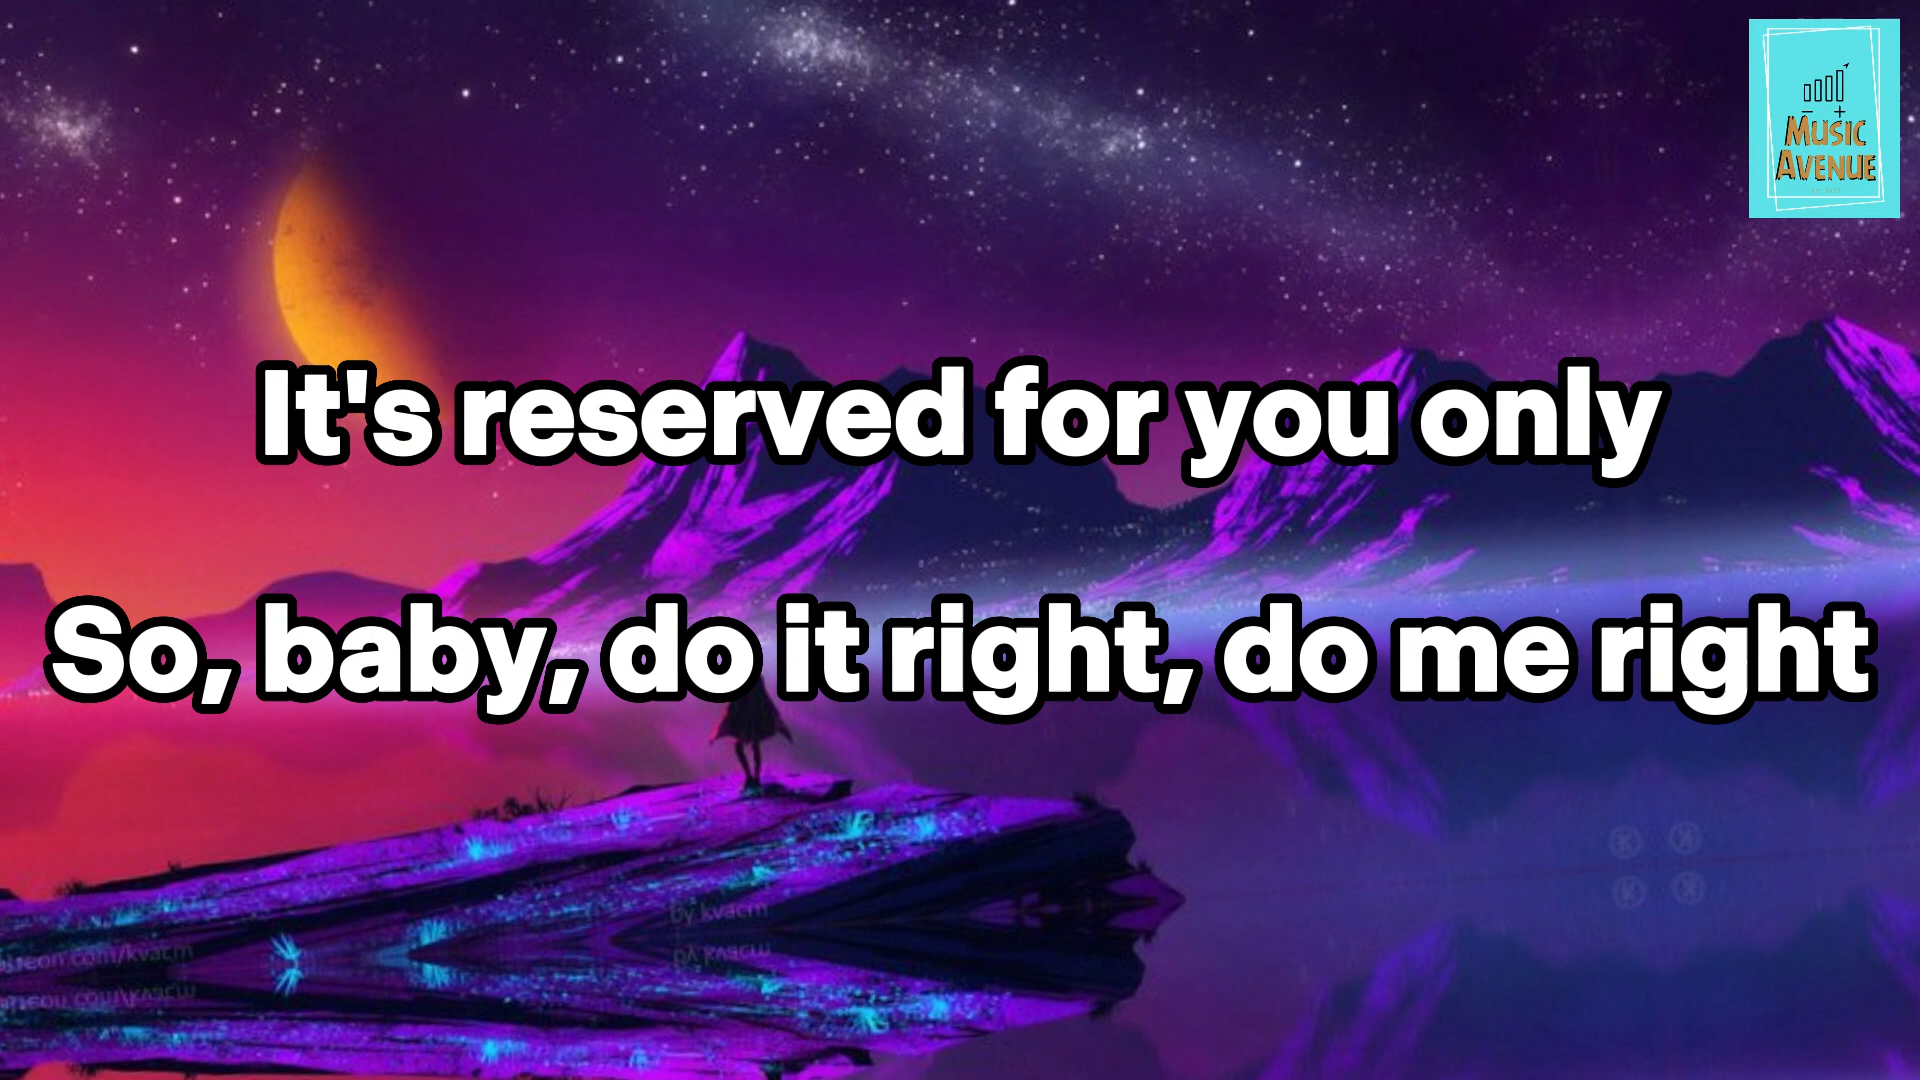 MUSIC
AVENUE
It's reserved for you only
So, baby, do it right, do me right
by kvacm